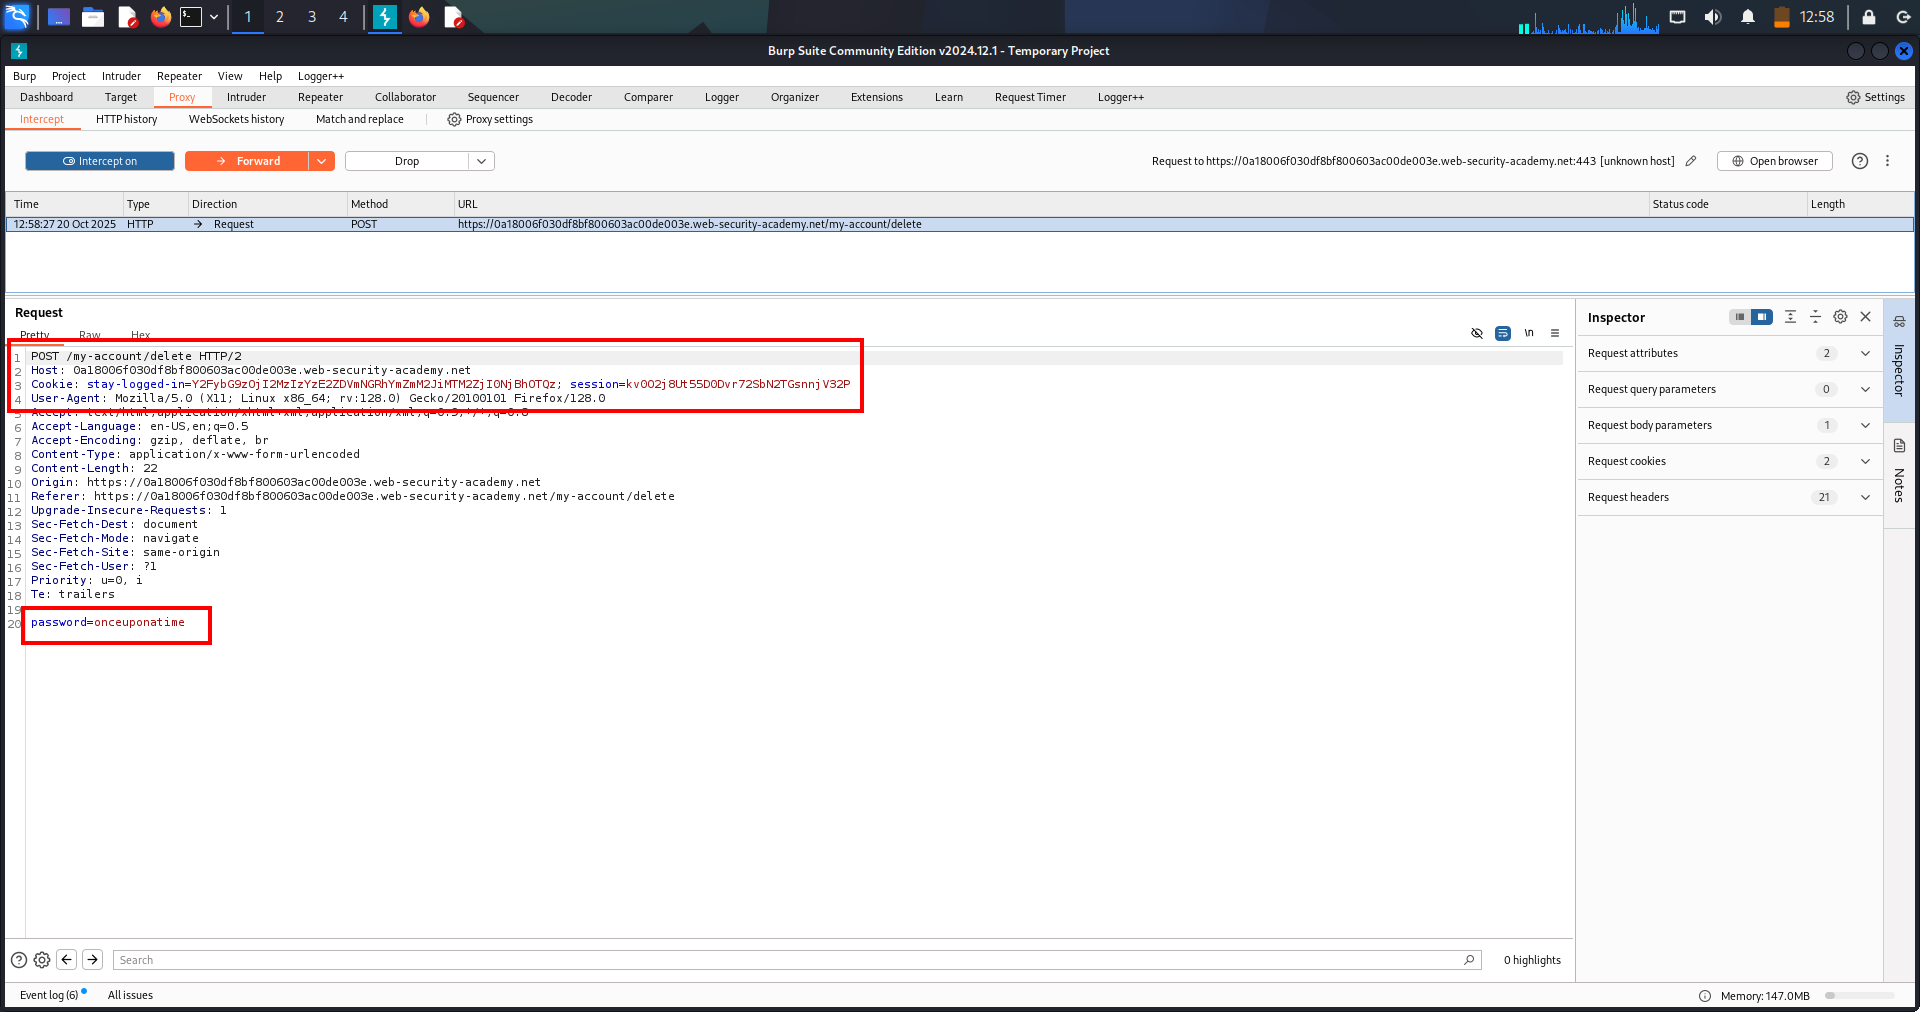 1 2 3 4 12:58
Burp Suite Community Edition v2024.12.1 - Temporary Project
Burp Project Intruder Repeater View Help Logger++
Dashboard Target Proxy Intruder Repeater Collaborator Sequencer Decoder Comparer Logger Organizer Extensions Learn Request Timer Logger++ Settings
Intercept HTTP history WebSockets history Match and replace Proxy settings
Intercept on Forward Drop Request to https://0a18006f030df8bf800603ac00de003e.web-security-academy.net:443 [unknown host] Open browser
Time Type Direction Method URL Status code Length
12:58:27 20 Oct 2025 HTTP → Request POST https://0a18006f030df8bf800603ac00de003e.web-security-academy.net/my-account/delete
Request
Pretty Raw Hex \n
1 POST /my-account/delete HTTP/2
2 Host: 0a18006f030df8bf800603ac00de003e.web-security-academy.net
3 Cookie: stay-logged-in=Y2FybG9zOjI2MzIzYzE2ZDVmNGRhYmZmM2JiMTM2ZjI0NjBhOTQz; session=kv002j8Ut55D0Dvr72SbN2TGsnnjV32P
4 User-Agent: Mozilla/5.0 (X11; Linux x86_64; rv:128.0) Gecko/20100101 Firefox/128.0
5 Accept: text/html,application/xhtml+xml,application/xml;q=0.9,*/*;q=0.8
6 Accept-Language: en-US,en;q=0.5
7 Accept-Encoding: gzip, deflate, br
8 Content-Type: application/x-www-form-urlencoded
9 Content-Length: 22
10 Origin: https://0a18006f030df8bf800603ac00de003e.web-security-academy.net
11 Referer: https://0a18006f030df8bf800603ac00de003e.web-security-academy.net/my-account/delete
12 Upgrade-Insecure-Requests: 1
13 Sec-Fetch-Dest: document
14 Sec-Fetch-Mode: navigate
15 Sec-Fetch-Site: same-origin
16 Sec-Fetch-User: ?1
17 Priority: u=0, i
18 Te: trailers
19
20 password=onceuponatime
Inspector
Request attributes 2
Request query parameters 0
Request body parameters 1
Request cookies 2
Request headers 21
Inspector
Notes
Search 0 highlights
Event log (6) All issues Memory: 147.0MB